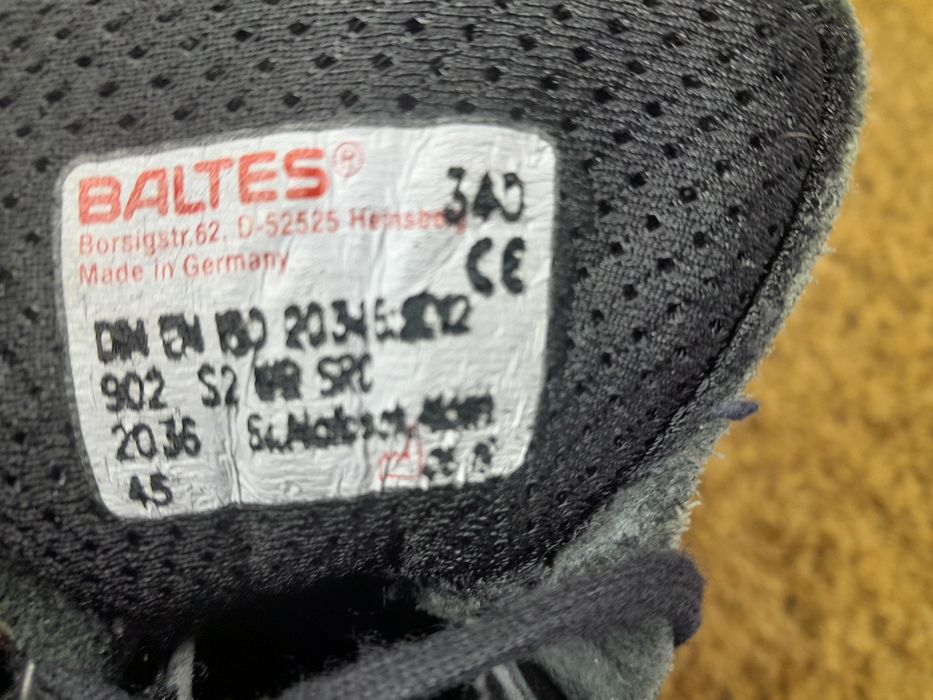 BALTES®
Borsigstr.62, D-52525 Heinsberg
Made in Germany
CE
DIN EN ISO 20345:2012
902 S2 WR SRC
2036
45